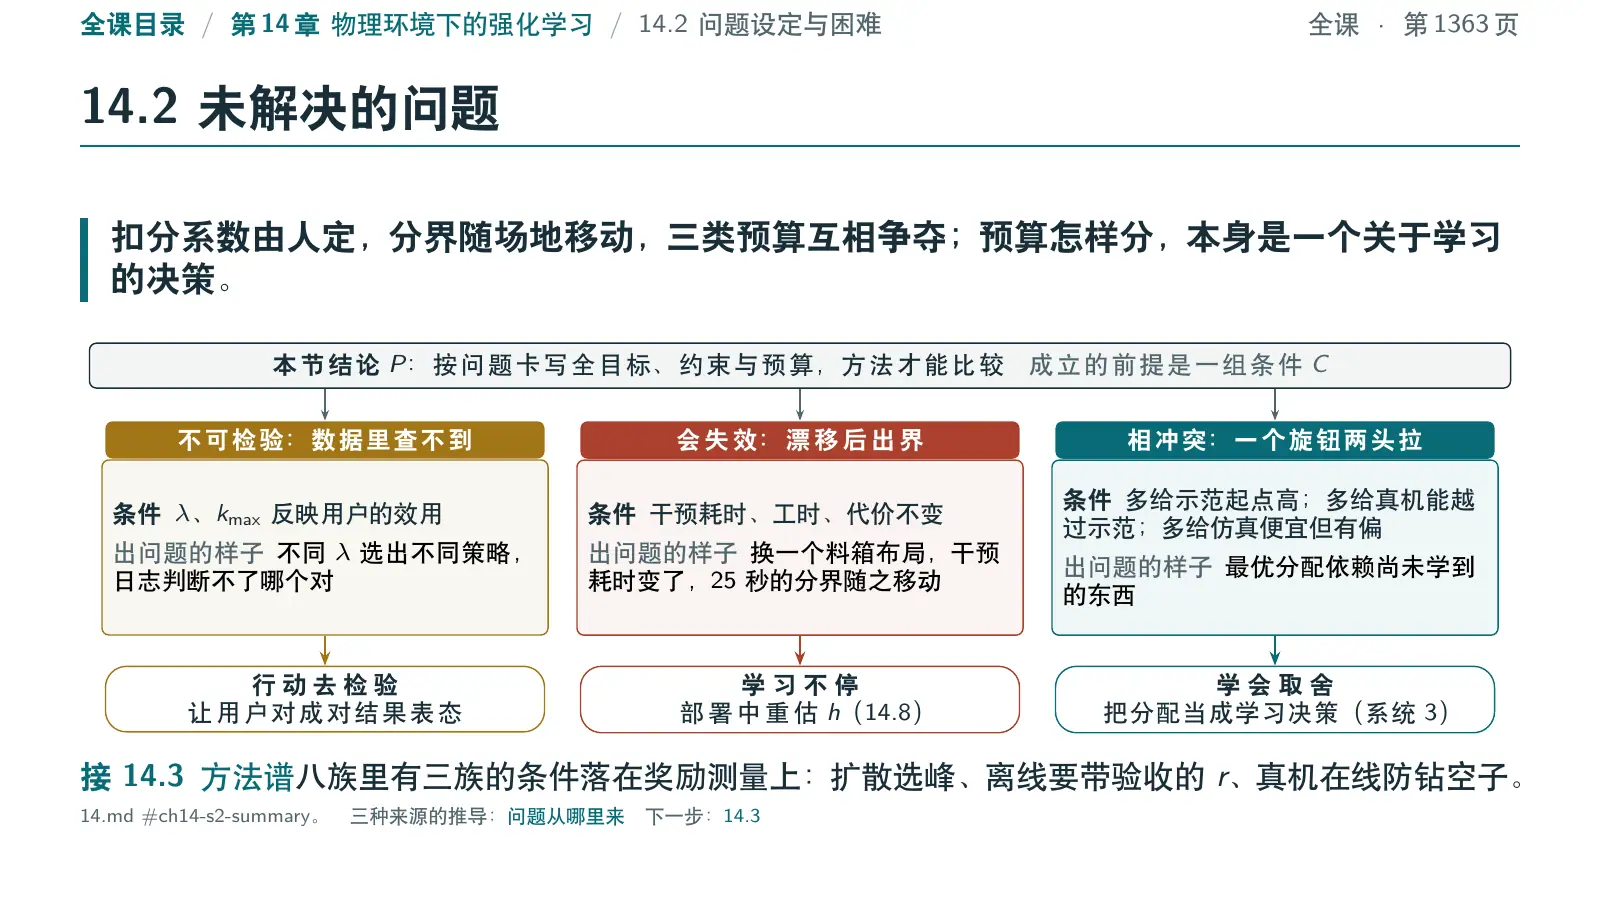 全课目录 / 第 14 章 物理环境下的强化学习 / 14.2 问题设定与困难
全课 · 第 1363 页
14.2 未解决的问题
扣分系数由人定，分界随场地移动，三类预算互相争夺；预算怎样分，本身是一个关于学习
的决策。
本节结论 P：按问题卡写全目标、约束与预算，方法才能比较 成立的前提是一组条件 C
不可检验：数据里查不到
条件 λ、k_max 反映用户的效用
出问题的样子 不同 λ 选出不同策略，
日志判断不了哪个对
行动去检验
让用户对成对结果表态
会失效：漂移后出界
条件 干预耗时、工时、代价不变
出问题的样子 换一个料箱布局，干预
耗时变了，25 秒的分界随之移动
学习不停
部署中重估 h（14.8）
相冲突：一个旋钮两头拉
条件 多给示范起点高；多给真机能越
过示范；多给仿真便宜但有偏
出问题的样子 最优分配依赖尚未学到
的东西
学会取舍
把分配当成学习决策（系统 3）
接 14.3 方法谱八族里有三族的条件落在奖励测量上：扩散选峰、离线要带验收的 r、真机在线防钻空子。
14.md #ch14-s2-summary。 三种来源的推导：问题从哪里来 下一步：14.3